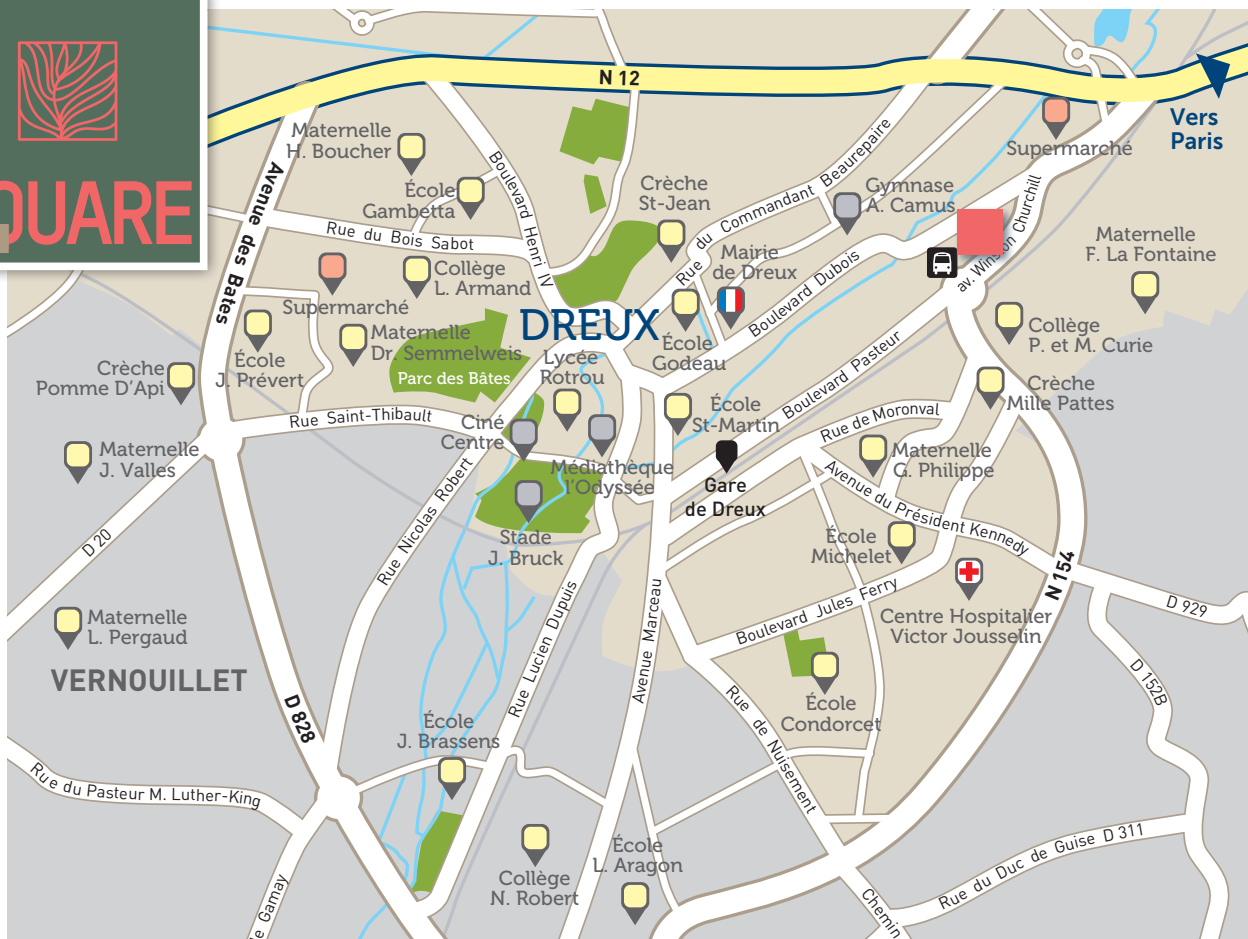 QUARE
N 12
Vers
Paris
Supermarché
Maternelle
H. Boucher
École
Gambetta
Boulevard Henri IV
Crèche
St-Jean
Rue du Commandant Beaurepaire
Gymnase
A. Camus
av. Winston Churchill
Avenue des Bates
Rue du Bois Sabot
Mairie
de Dreux
Boulevard Dubois
Maternelle
F. La Fontaine
Supermarché
Collège
L. Armand
DREUX
École
J. Prévert
Maternelle
Dr. Semmelweis
Parc des Bâtes
Lycée
Rotrou
École
Godeau
Boulevard Pasteur
Collège
P. et M. Curie
Crèche
Pomme D'Api
Crèche
Mille Pattes
Rue Saint-Thibault
Ciné
Centre
École
St-Martin
Rue de Moronval
Maternelle
J. Valles
Médiathèque
l'Odyssée
Gare
de Dreux
Maternelle
G. Philippe
Avenue du Président Kennedy
D 20
Rue Nicolas Robert
Stade
J. Bruck
École
Michelet
N 154
D 929
Maternelle
L. Pergaud
VERNOUILLET
Rue Lucien Dupuis
Avenue Marceau
Boulevard Jules Ferry
Centre Hospitalier
Victor Jousselin
D 152B
D 828
École
J. Brassens
Rue de Nuisement
École
Condorcet
Rue du Pasteur M. Luther-King
Collège
N. Robert
École
L. Aragon
Rue du Duc de Guise D 311
Chemin
Gamay